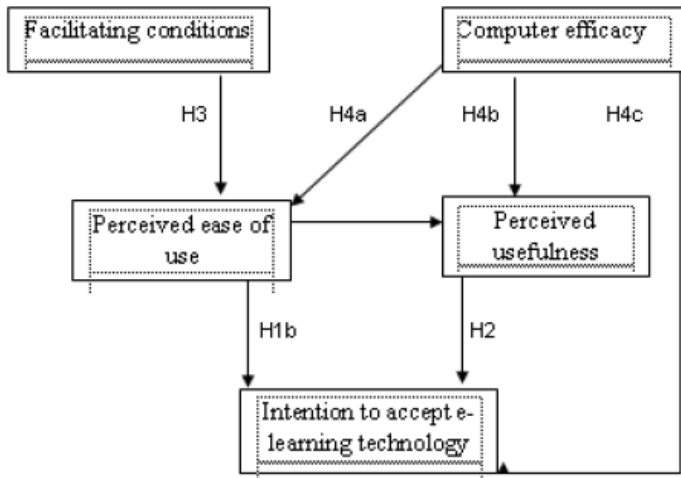 Facilitating conditions
Computer efficacy
H3
H4a
H4b
H4c
Perceived ease of
use
Perceived
usefulness
H1b
H2
Intention to accept e-
learning technology